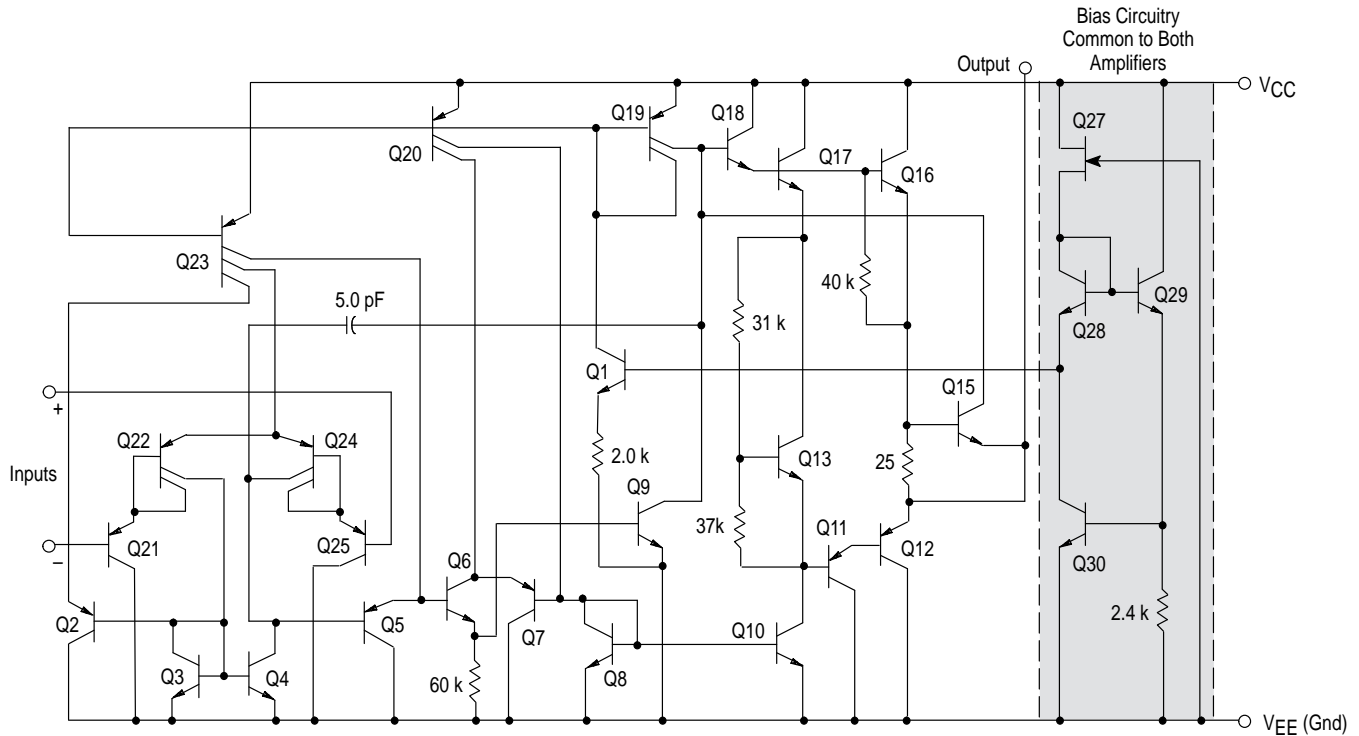 Bias Circuitry
Common to Both
Amplifiers
Output
VCC
Q19
Q18
Q27
Q20
Q17
Q16
Q23
40 k
Q29
5.0 pF
31 k
Q28
Q1
Q15
+
Q22
Q24
2.0 k
Q13
25
Inputs
Q9
37k
Q11
Q21
Q25
Q12
−
Q6
Q30
Q2
Q5
Q10
2.4 k
Q7
Q3
Q4
60 k
Q8
VEE (Gnd)